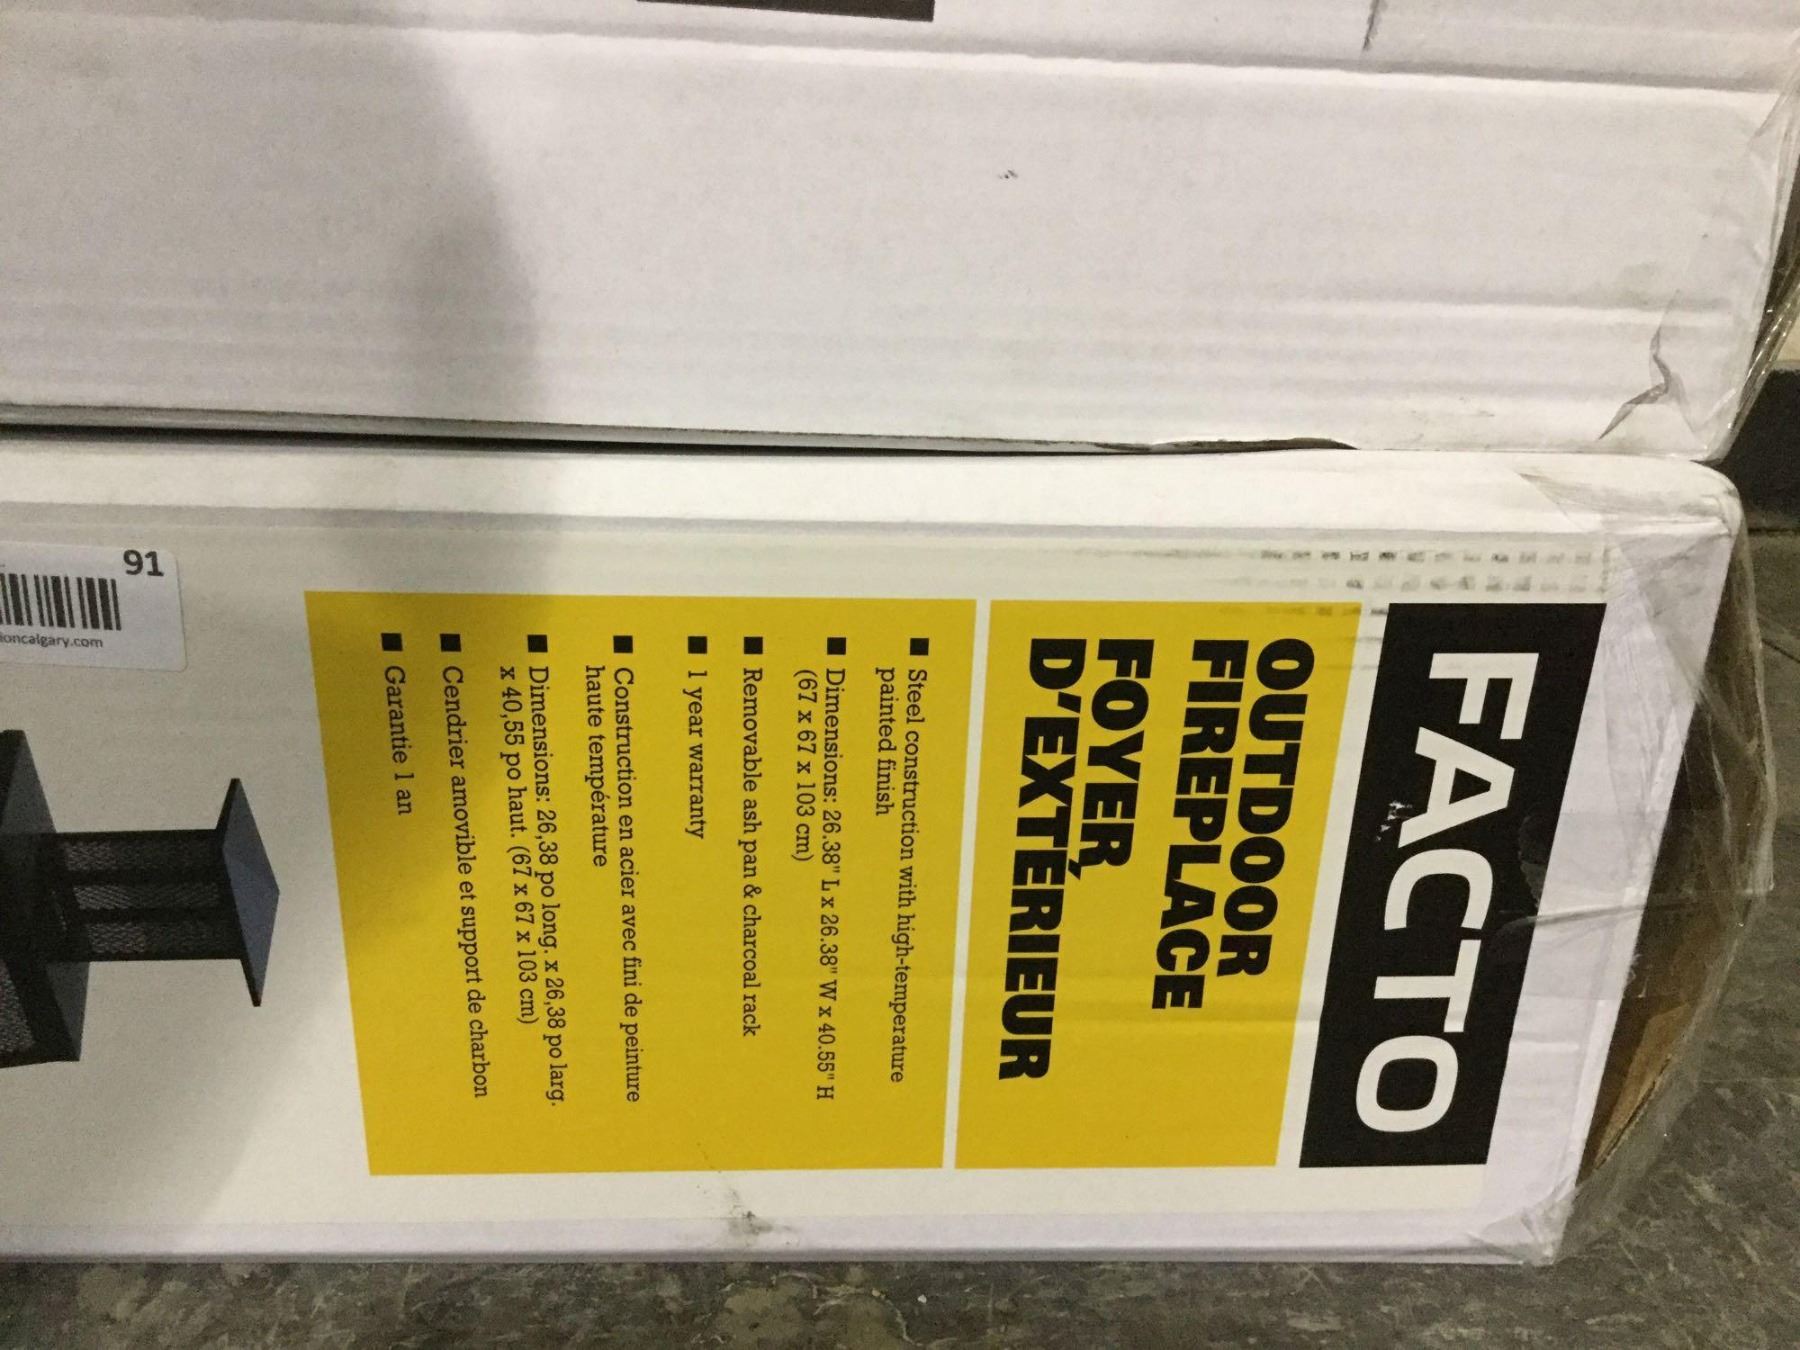 FACTO
OUTDOOR
FIREPLACE
FOYER
D'EXTÉRIEUR
■ Steel construction with high-temperature
painted finish
■ Dimensions: 26.38" L x 26.38" W x 40.55" H
(67 x 67 x 103 cm)
■ Removable ash pan & charcoal rack
■ 1 year warranty
■ Construction en acier avec fini de peinture
haute température
■ Dimensions: 26,38 po long. x 26,38 po larg.
x 40,55 po haut. (67 x 67 x 103 cm)
■ Cendrier amovible et support de charbon
■ Garantie 1 an
91
ioncalgary.com